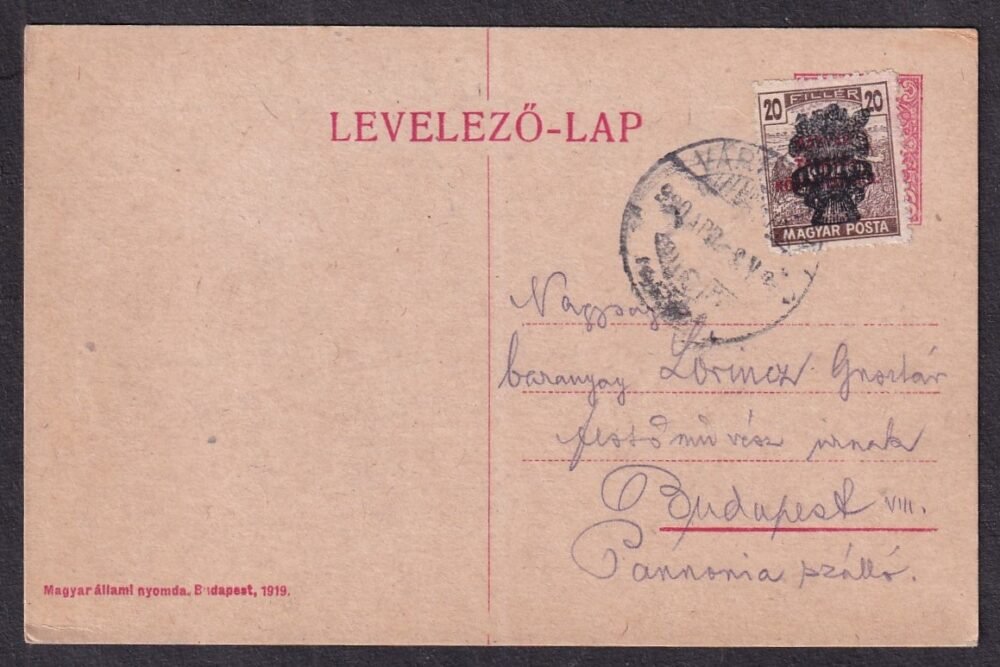 LEVELEZŐ-LAP
20 FILLÉR 20
MAGYAR POSTA
Nagyság
baranyay Lőrincz Gusztáv
festőművész úrnak
Budapest VIII.
Pannonia szálló.
Magyar állami nyomda. Budapest, 1919.